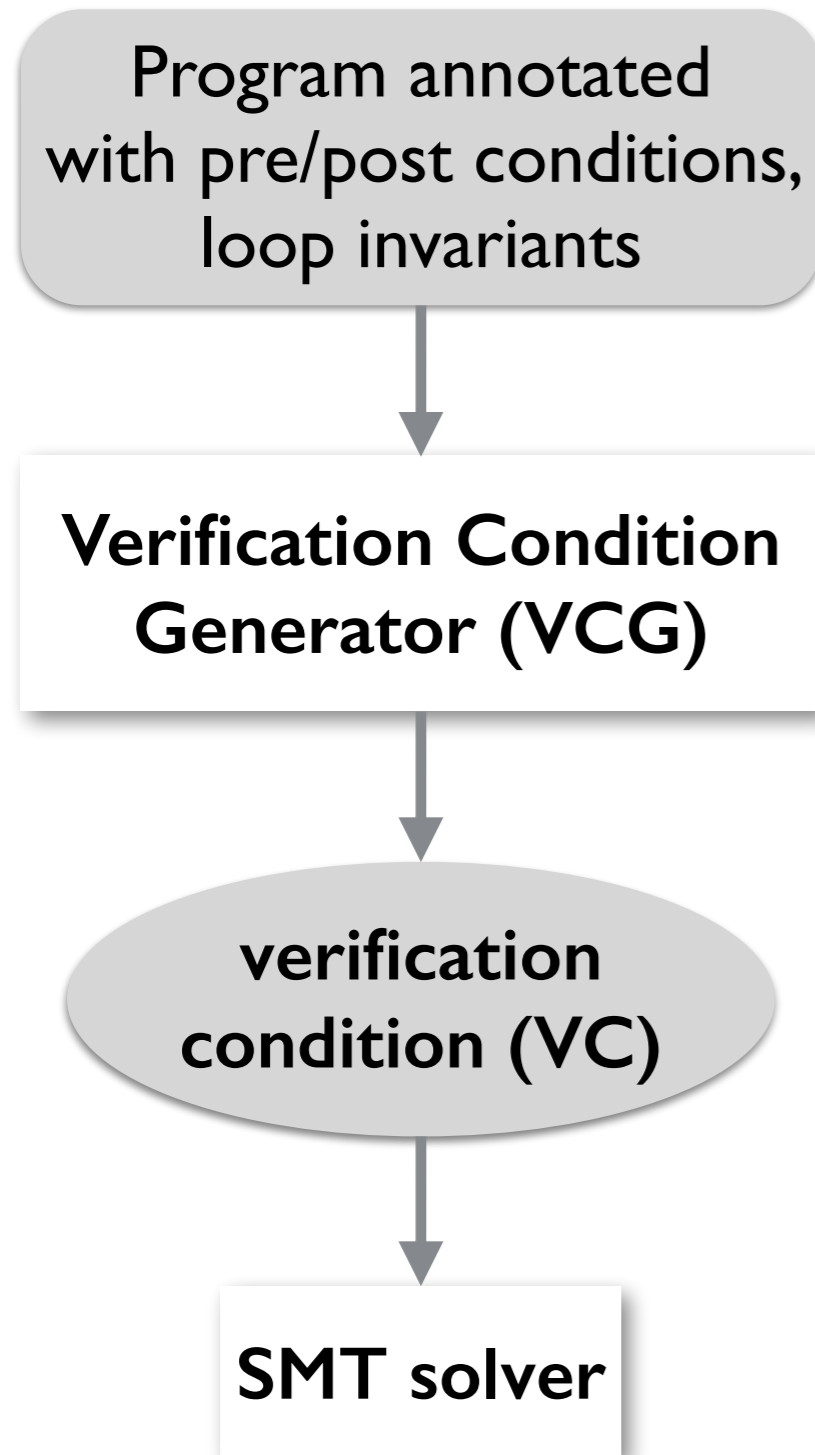 Program annotated
with pre/post conditions,
loop invariants
Verification Condition
Generator (VCG)
verification
condition (VC)
SMT solver